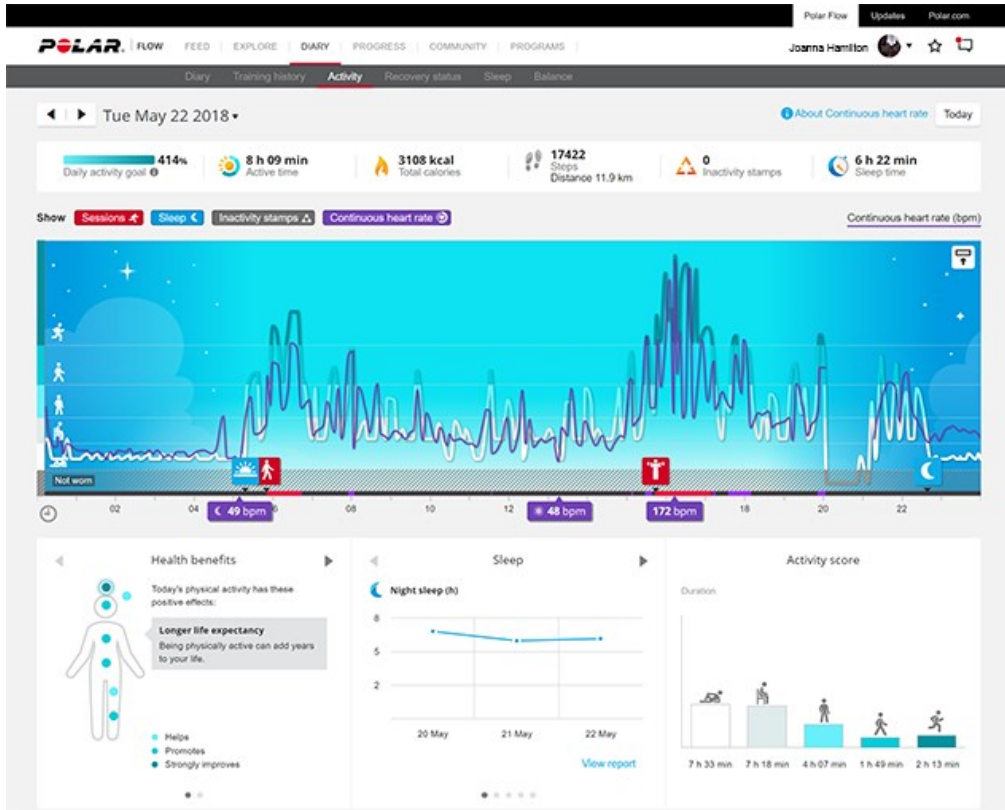 Polar Flow Updates Polar.com
POLAR. FLOW FEED EXPLORE DIARY PROGRESS COMMUNITY PROGRAMS Joanna Hamilton
Diary Training history Activity Recovery status Sleep Balance
Tue May 22 2018 About Continuous heart rate Today
414%
Daily activity goal
8 h 09 min
Active time
3108 kcal
Total calories
17422
Steps
Distance 11.9 km
0
Inactivity stamps
6 h 22 min
Sleep time
Show Sessions Sleep Inactivity stamps Continuous heart rate Continuous heart rate (bpm)
Not worn
02 04 06 08 10 12 18 20 22
49 bpm 48 bpm 172 bpm
Health benefits
Today's physical activity has these
positive effects:
Longer life expectancy
Being physically active can add years
to your life.
Helps
Promotes
Strongly improves
Sleep
Night sleep (h)
8
5
2
20 May 21 May 22 May
View report
Activity score
Duration
7 h 33 min 7 h 18 min 4 h 07 min 1 h 49 min 2 h 13 min